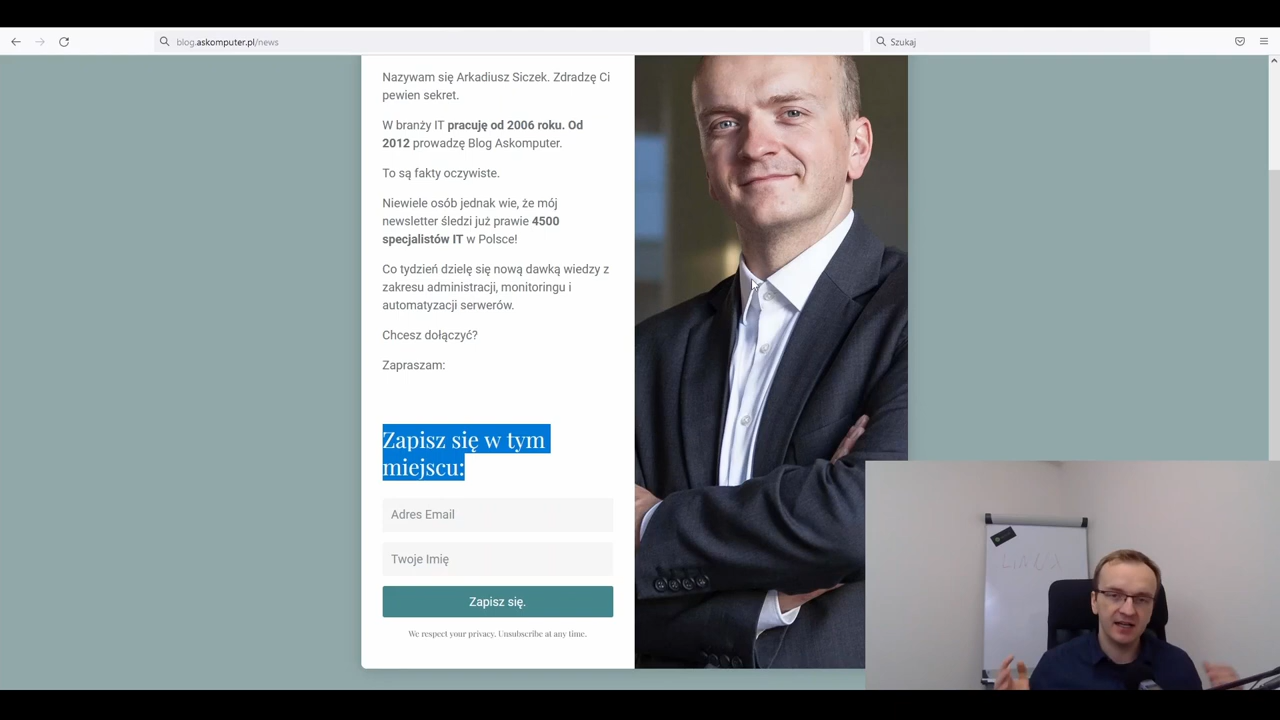 blog.askomputer.pl/news
Szukaj
Nazywam się Arkadiusz Siczek. Zdradzę Ci
pewien sekret.
W branży IT pracuję od 2006 roku. Od
2012 prowadzę Blog Askomputer.
To są fakty oczywiste.
Niewiele osób jednak wie, że mój
newsletter śledzi już prawie 4500
specjalistów IT w Polsce!
Co tydzień dzielę się nową dawką wiedzy z
zakresu administracji, monitoringu i
automatyzacji serwerów.
Chcesz dołączyć?
Zapraszam:
Zapisz się w tym
miejscu:
Adres Email
Twoje Imię
Zapisz się.
We respect your privacy. Unsubscribe at any time.
LINUX